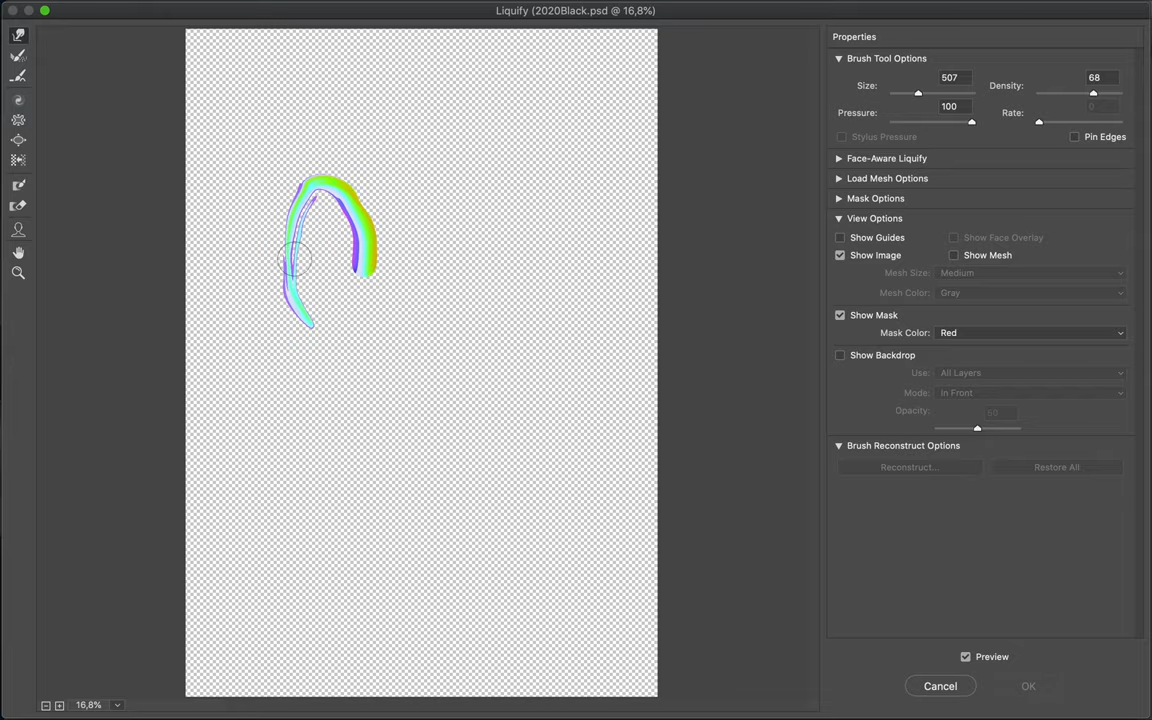 Liquify (2020Black.psd @ 16,8%)
Properties
Brush Tool Options
Size: 507 Density: 68
Pressure: 100 Rate: 0
Stylus Pressure Pin Edges
Face-Aware Liquify
Load Mesh Options
Mask Options
View Options
Show Guides Show Face Overlay
Show Image Show Mesh
Mesh Size: Medium
Mesh Color: Gray
Show Mask
Mask Color: Red
Show Backdrop
Use: All Layers
Mode: In Front
Opacity: 60
Brush Reconstruct Options
Reconstruct... Restore All
Preview
Cancel OK
16,8%